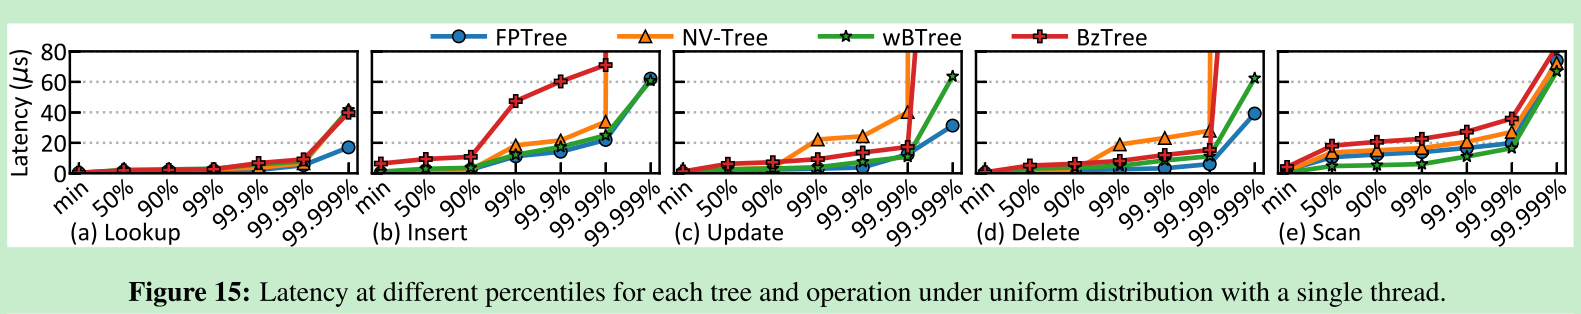 FPTree NV-Tree wBTree BzTree
Latency (μs)
80
60
40
20
0
min 50% 90% 99% 99.9% 99.99% 99.999%
min 50% 90% 99% 99.9% 99.99% 99.999%
min 50% 90% 99% 99.9% 99.99% 99.999%
min 50% 90% 99% 99.9% 99.99% 99.999%
min 50% 90% 99% 99.9% 99.99% 99.999%
(a) Lookup (b) Insert (c) Update (d) Delete (e) Scan
Figure 15: Latency at different percentiles for each tree and operation under uniform distribution with a single thread.